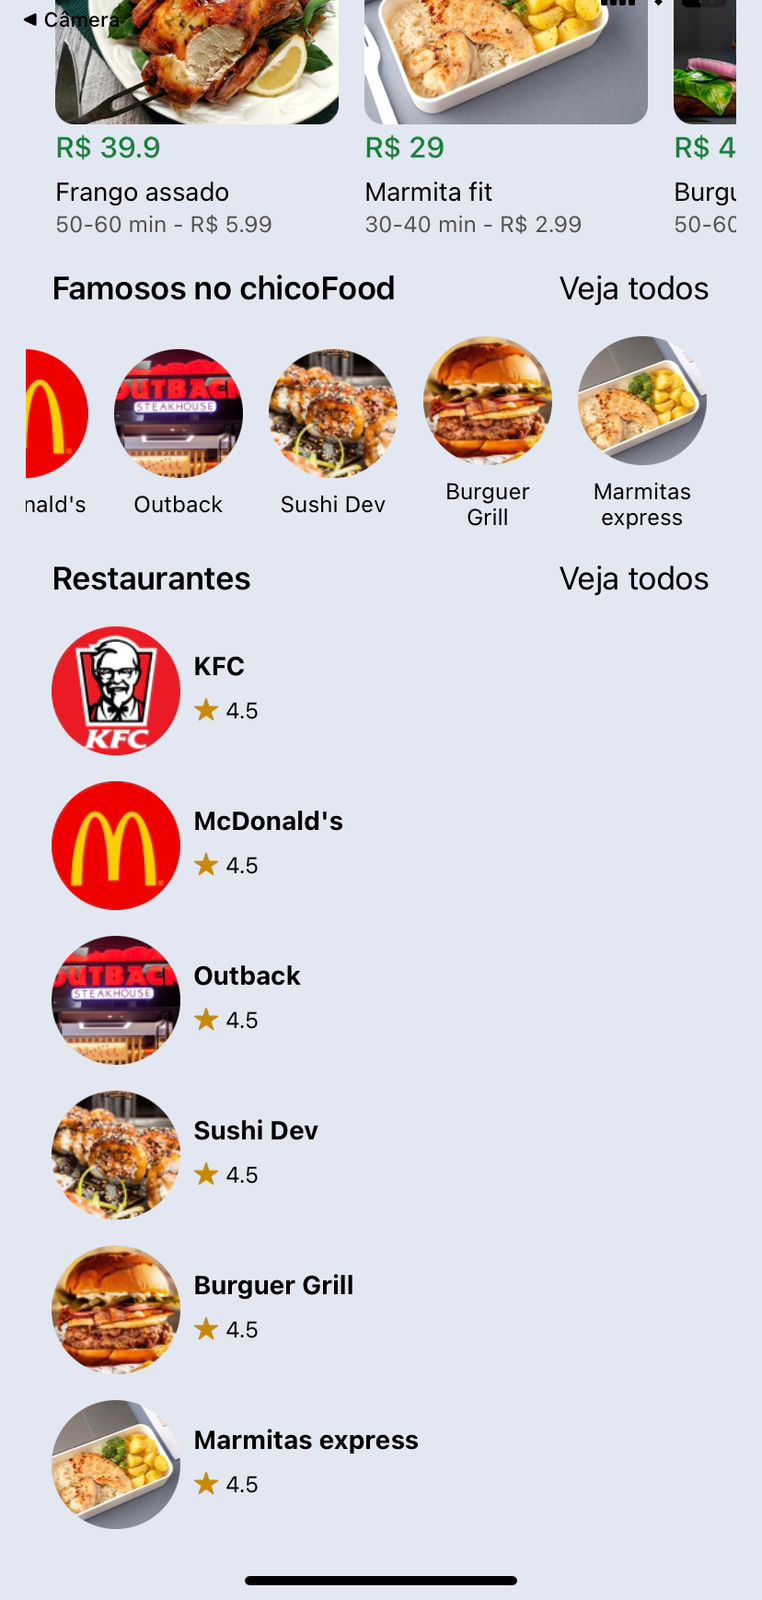 ◀ Câmera
R$ 39.9
R$ 29
R$ 4
Frango assado
Marmita fit
Burgu
50-60 min - R$ 5.99
30-40 min - R$ 2.99
50-60
Famosos no chicoFood
Veja todos
OUTBACK
STEAKHOUSE
nald's
Outback
Sushi Dev
Burguer
Grill
Marmitas
express
Restaurantes
Veja todos
KFC
KFC
4.5
McDonald's
4.5
OUTBACK
STEAKHOUSE
Outback
4.5
Sushi Dev
4.5
Burguer Grill
4.5
Marmitas express
4.5